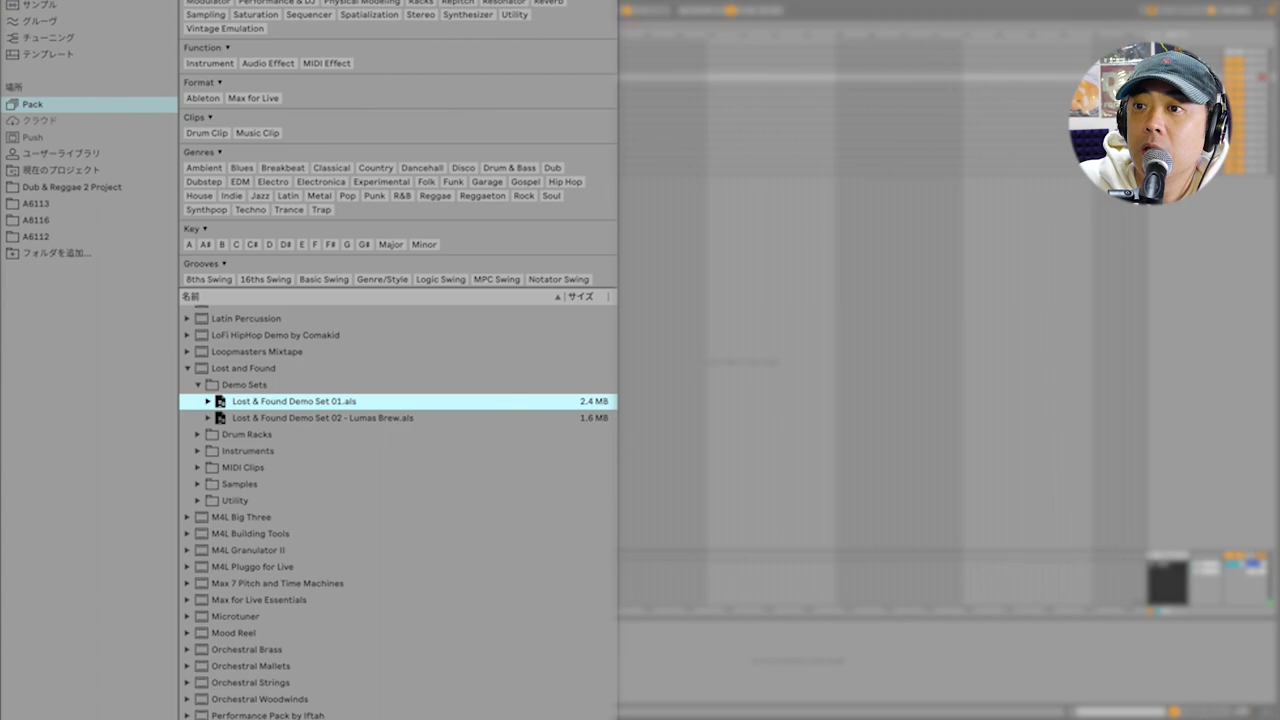 サンプル
グルーヴ
チューニング
テンプレート
場所
Pack
クラウド
Push
ユーザーライブラリ
現在のプロジェクト
Dub & Reggae 2 Project
A6113
A8116
A6112
フォルダを追加...
Modulator Performance & DJ Physical Modeling Racks Repitch Resonator Reverb
Sampling Saturation Sequencer Spatialization Stereo Synthesizer Utility
Vintage Emulation
Function ▼
Instrument Audio Effect MIDI Effect
Format ▼
Ableton Max for Live
Clips ▼
Drum Clip Music Clip
Genres ▼
Ambient Blues Breakbeat Classical Country Dancehall Disco Drum & Bass Dub
Dubstep EDM Electro Electronica Experimental Folk Funk Garage Gospel Hip Hop
House Indie Jazz Latin Metal Pop Punk R&B Reggae Reggaeton Rock Soul
Synthpop Techno Trance Trap
Key ▼
A A# B C C# D D# E F F# G G# Major Minor
Grooves ▼
8ths Swing 16ths Swing Basic Swing Genre/Style Logic Swing MPC Swing Notator Swing
名前 ▲ サイズ
Latin Percussion
LoFi HipHop Demo by Comakid
Loopmasters Mixtape
Lost and Found
Demo Sets
Lost & Found Demo Set 01.als 2.4 MB
Lost & Found Demo Set 02 - Lumas Brew.als 1.6 MB
Drum Racks
Instruments
MIDI Clips
Samples
Utility
M4L Big Three
M4L Building Tools
M4L Granulator II
M4L Pluggo for Live
Max 7 Pitch and Time Machines
Max for Live Essentials
Microtuner
Mood Reel
Orchestral Brass
Orchestral Mallets
Orchestral Strings
Orchestral Woodwinds
Performance Pack by Iftah